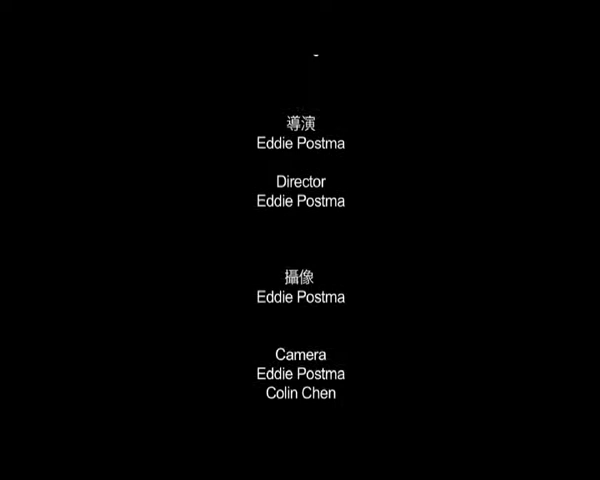 導演
Eddie Postma
Director
Eddie Postma
攝像
Eddie Postma
Camera
Eddie Postma
Colin Chen